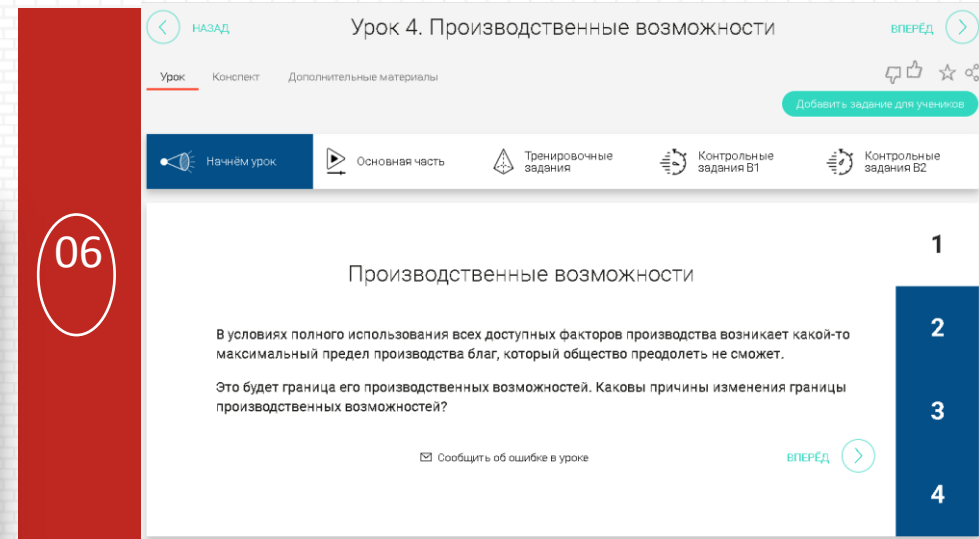 06
НАЗАД
Урок 4. Производственные возможности
ВПЕРЁД
Урок
Конспект
Дополнительные материалы
Добавить задание для учеников
Начнём урок
Основная часть
Тренировочные
задания
Контрольные
задания В1
Контрольные
задания В2
1
Производственные возможности
2
В условиях полного использования всех доступных факторов производства возникает какой-то
максимальный предел производства благ, который общество преодолеть не сможет.
Это будет граница его производственных возможностей. Каковы причины изменения границы
производственных возможностей?
3
Сообщить об ошибке в уроке
ВПЕРЁД
4